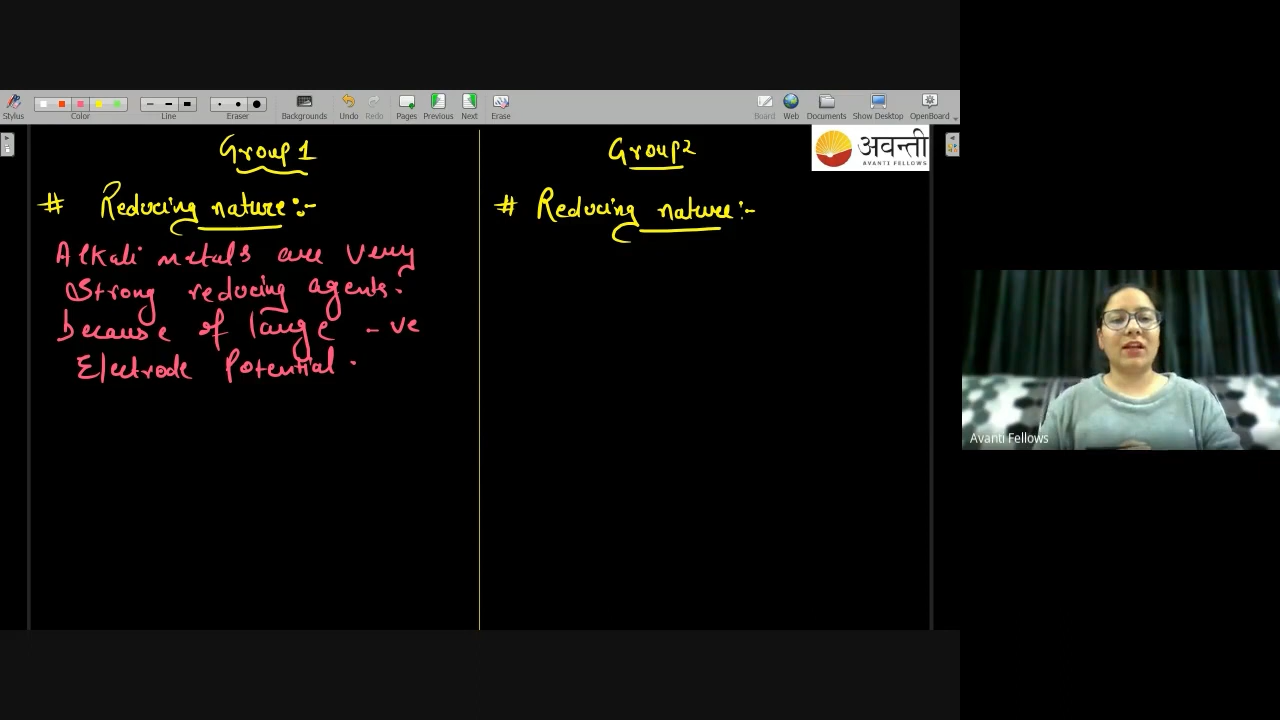 Stylus
Color
Line
Eraser
Backgrounds
Undo
Redo
Pages
Previous
Next
Erase
Board
Web
Documents
Show Desktop
OpenBoard
Group 1
# Reducing nature:-
Alkali metals are very
Strong reducing agents.
because of large -ve
Electrode Potential.
Group 2
# Reducing nature:-
अवन्ती
AVANTI FELLOWS
Avanti Fellows